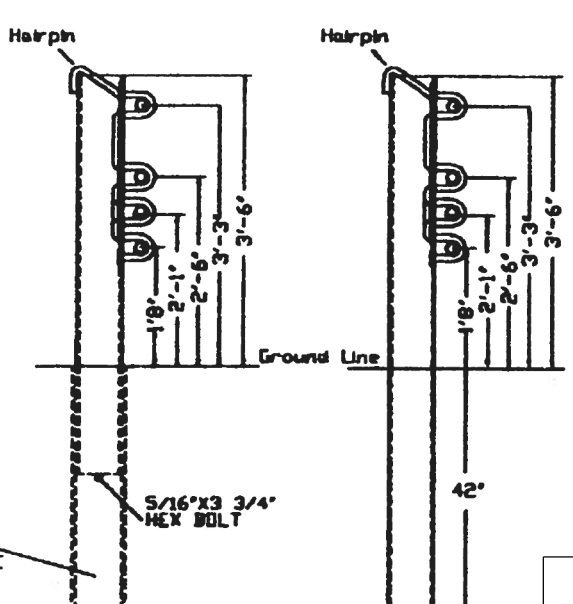 Hairpin
Hairpin
1'8"
2'-1"
2'-6"
3'-3"
3'-6"
1'8"
2'-1"
2'-6"
3'-3"
3'-6"
Ground Line
42"
5/16"X3 3/4"
HEX BOLT